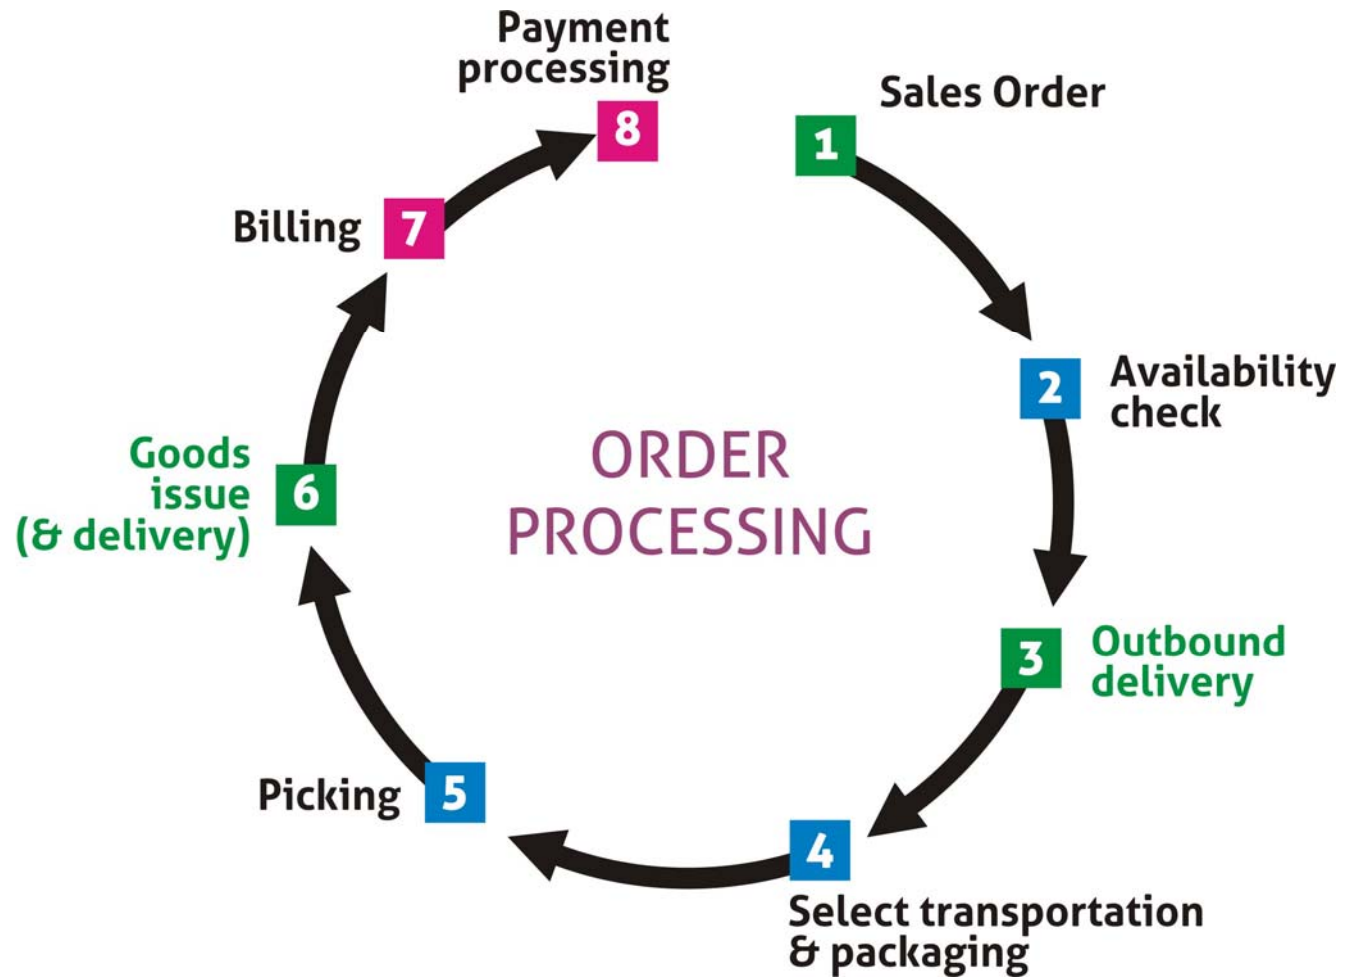 ORDER
PROCESSING
1
Sales Order
2
Availability
check
3
Outbound
delivery
4
Select transportation
& packaging
5
Picking
6
Goods
issue
(& delivery)
7
Billing
8
Payment
processing